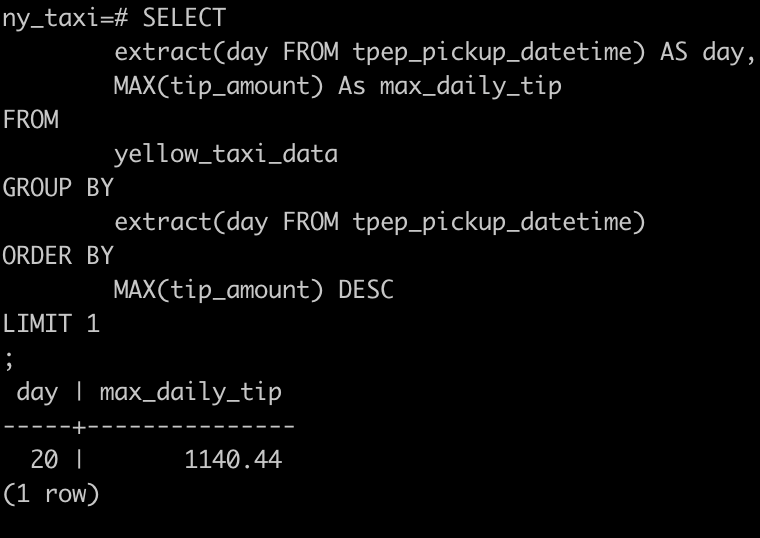 ny_taxi=# SELECT
        extract(day FROM tpep_pickup_datetime) AS day,
        MAX(tip_amount) As max_daily_tip
FROM
        yellow_taxi_data
GROUP BY
        extract(day FROM tpep_pickup_datetime)
ORDER BY
        MAX(tip_amount) DESC
LIMIT 1
;
 day | max_daily_tip
-----+---------------
  20 |       1140.44
(1 row)